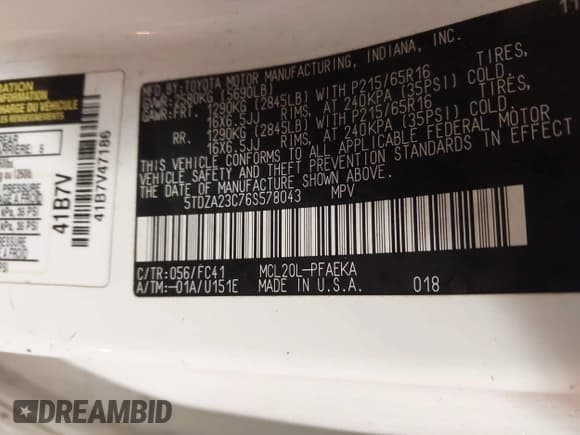 11
MFD.BY:TOYOTA MOTOR MANUFACTURING, INDIANA, INC.
GVWR:2580KG (5690LB)
GAWR:FRT. 1290KG (2845LB) WITH P215/65R16 TIRES,
16X6.5JJ RIMS, AT 240KPA (35PSI) COLD.
RR. 1290KG (2845LB) WITH P215/65R16 TIRES,
16X6.5JJ RIMS, AT 240KPA (35PSI) COLD.
THIS VEHICLE CONFORMS TO ALL APPLICABLE FEDERAL MOTOR
VEHICLE SAFETY AND THEFT PREVENTION STANDARDS IN EFFECT
ON THE DATE OF MANUFACTURE SHOWN ABOVE.
5TDZA23C76S578043 MPV
C/TR:056/FC41 MCL20L-PFAEKA
A/TM:-01A/U151E MADE IN U.S.A. 018
41B7V
41B7V47186
DREAMBID